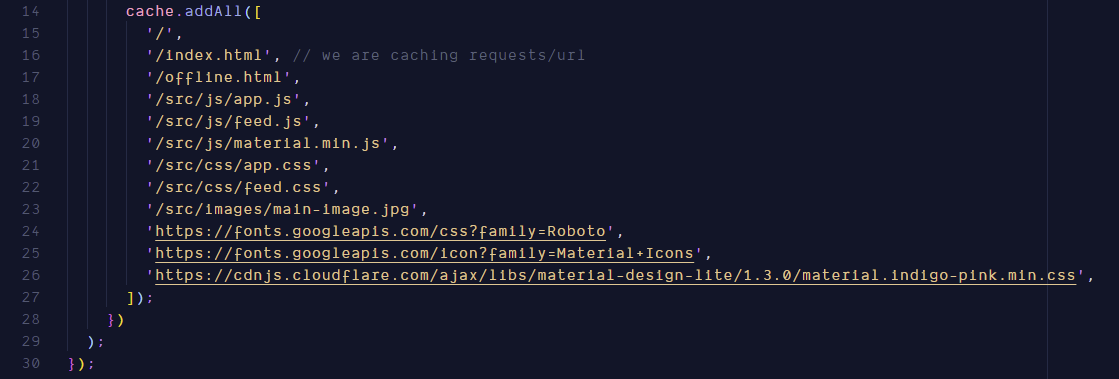 14 cache.addAll([
15 '/',
16 '/index.html', // we are caching requests/url
17 '/offline.html',
18 '/src/js/app.js',
19 '/src/js/feed.js',
20 '/src/js/material.min.js',
21 '/src/css/app.css',
22 '/src/css/feed.css',
23 '/src/images/main-image.jpg',
24 'https://fonts.googleapis.com/css?family=Roboto',
25 'https://fonts.googleapis.com/icon?family=Material+Icons',
26 'https://cdnjs.cloudflare.com/ajax/libs/material-design-lite/1.3.0/material.indigo-pink.min.css',
27 ]);
28 })
29 );
30 });